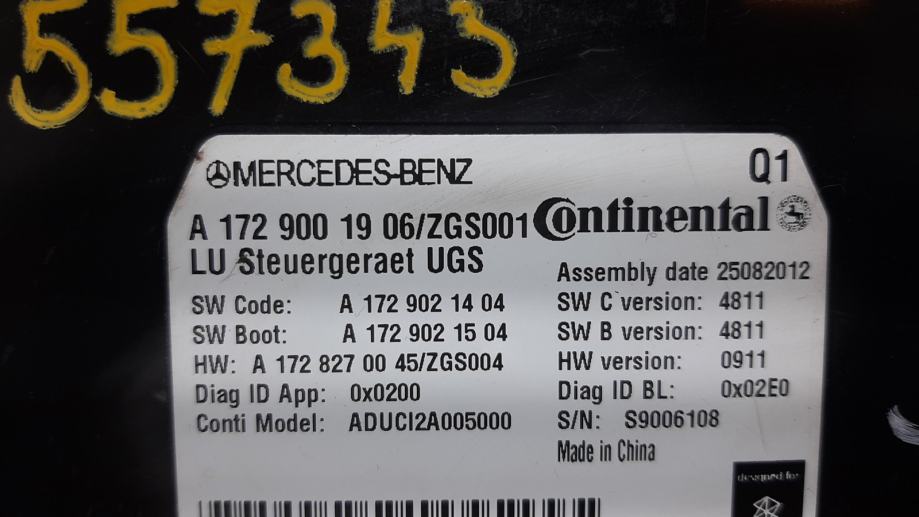 557343
MERCEDES-BENZ Q1
A 172 900 19 06/ZGS001 Continental
LU Steuergeraet UGS
Assembly date 25082012
SW Code: A 172 902 14 04 SW C version: 4811
SW Boot: A 172 902 15 04 SW B version: 4811
HW: A 172 827 00 45/ZGS004 HW version: 0911
Diag ID App: 0x0200 Diag ID BL: 0x02E0
Conti Model: ADUCI2A005000 S/N: S9006108
Made in China
designed for